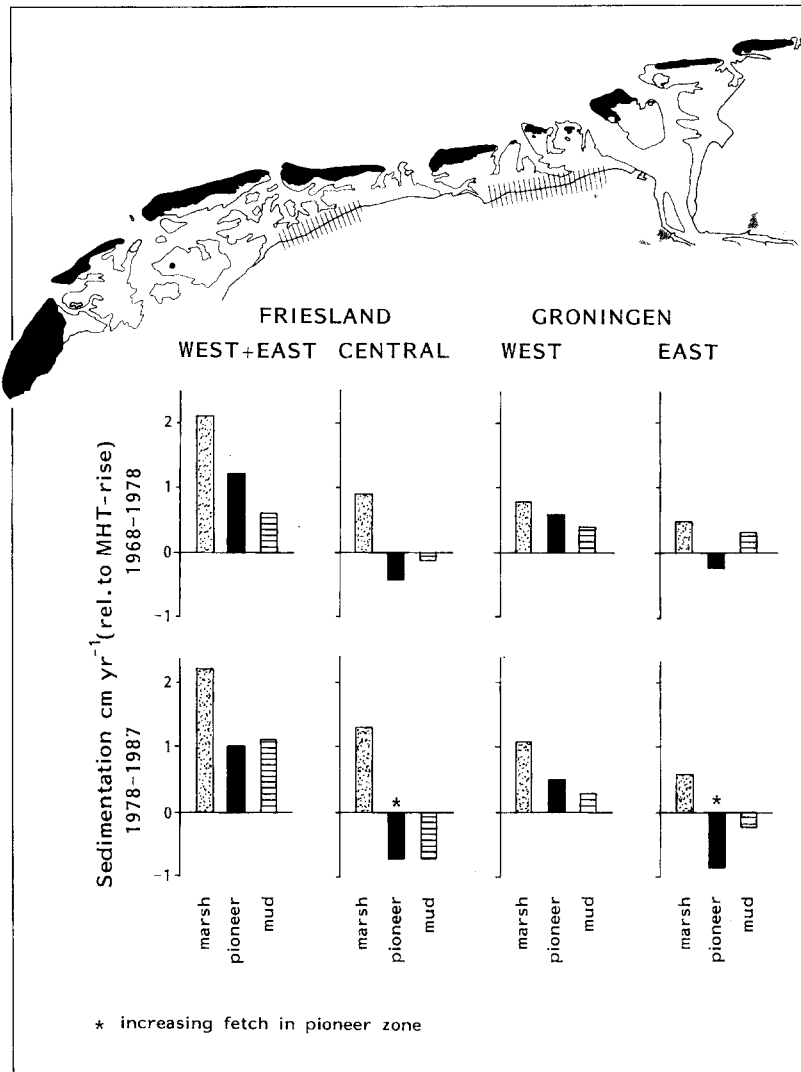 FRIESLAND GRONINGEN
WEST+EAST CENTRAL WEST EAST
Sedimentation cm yr⁻¹ (rel. to MHT-rise)
1968-1978
2
1
0
-1
1978-1987
2
1
0
-1
marsh pioneer mud marsh pioneer mud marsh pioneer mud marsh pioneer mud
* *
* increasing fetch in pioneer zone